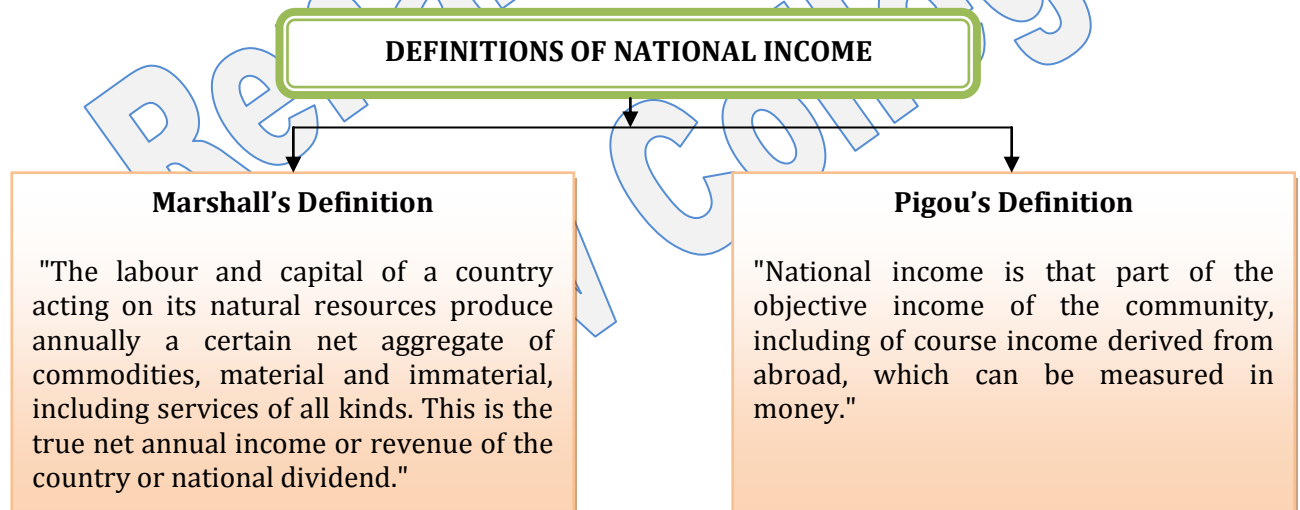 DEFINITIONS OF NATIONAL INCOME
Marshall’s Definition
"The labour and capital of a country
acting on its natural resources produce
annually a certain net aggregate of
commodities, material and immaterial,
including services of all kinds. This is the
true net annual income or revenue of the
country or national dividend."
Pigou’s Definition
"National income is that part of the
objective income of the community,
including of course income derived from
abroad, which can be measured in
money."